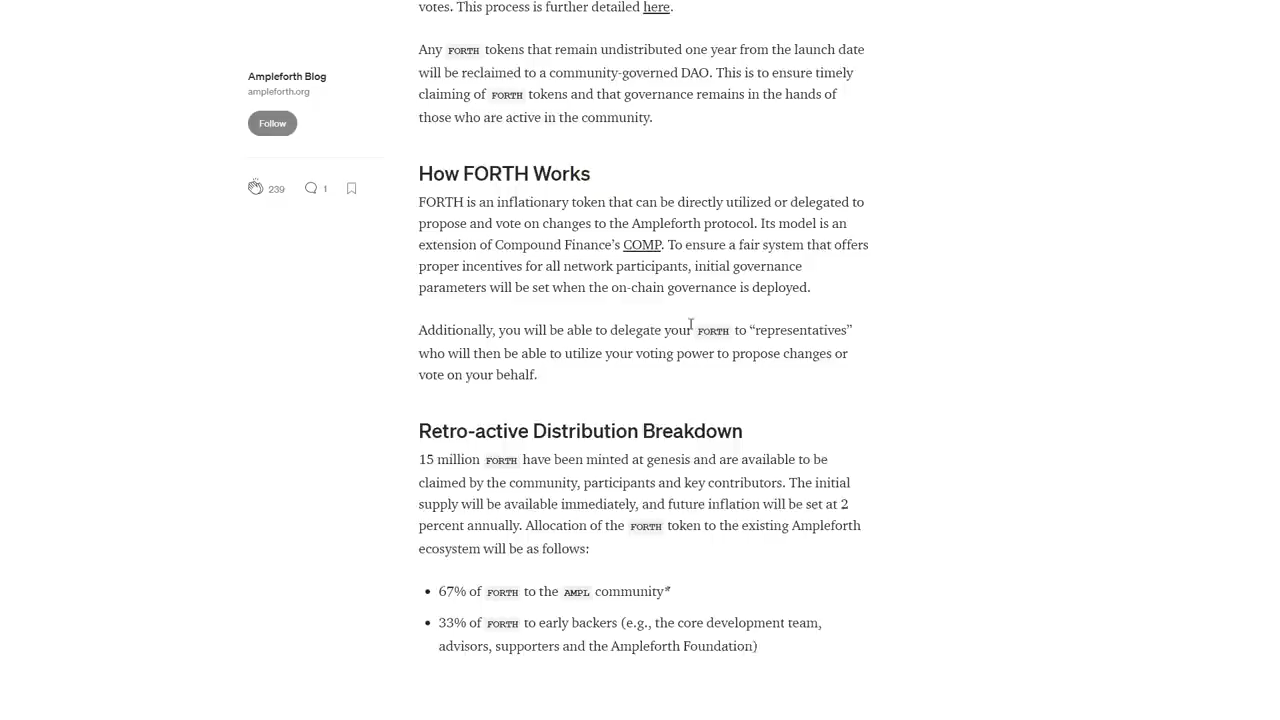 votes. This process is further detailed here.
Any FORTH tokens that remain undistributed one year from the launch date
will be reclaimed to a community-governed DAO. This is to ensure timely
claiming of FORTH tokens and that governance remains in the hands of
those who are active in the community.
Ampleforth Blog
ampleforth.org
Follow
239 1
How FORTH Works
FORTH is an inflationary token that can be directly utilized or delegated to
propose and vote on changes to the Ampleforth protocol. Its model is an
extension of Compound Finance’s COMP. To ensure a fair system that offers
proper incentives for all network participants, initial governance
parameters will be set when the on-chain governance is deployed.
Additionally, you will be able to delegate your FORTH to “representatives”
who will then be able to utilize your voting power to propose changes or
vote on your behalf.
Retro-active Distribution Breakdown
15 million FORTH have been minted at genesis and are available to be
claimed by the community, participants and key contributors. The initial
supply will be available immediately, and future inflation will be set at 2
percent annually. Allocation of the FORTH token to the existing Ampleforth
ecosystem will be as follows:
• 67% of FORTH to the AMPL community*
• 33% of FORTH to early backers (e.g., the core development team,
advisors, supporters and the Ampleforth Foundation)